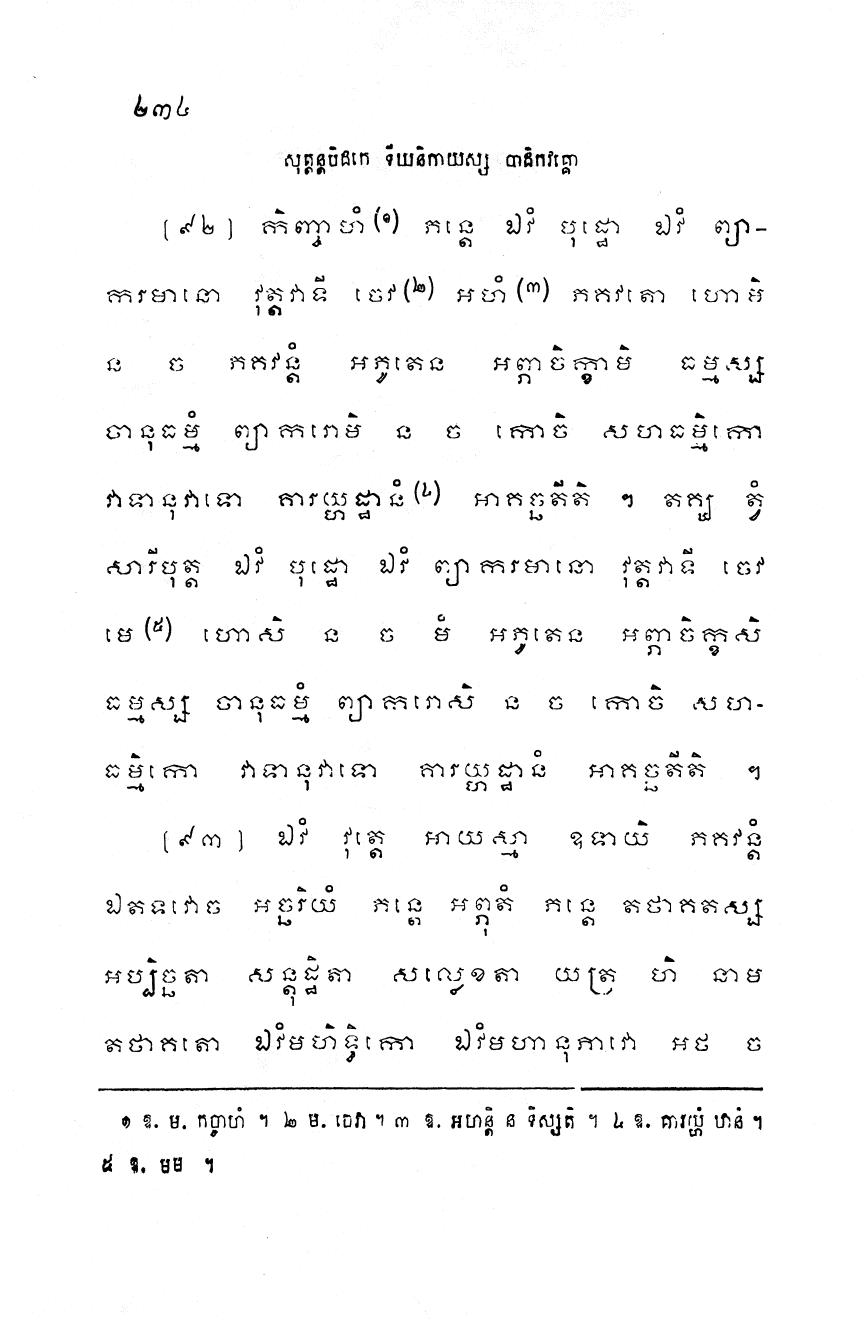 ២៣៤
សុត្តន្តបិដកេ ទីឃនិកាយស្ស បាដិកវគ្គោ
[៩២] កិញ្ចាហំ(១) ភន្តេ ឯវំ បុដ្ឋោ ឯវំ ព្យា-
ករមានោ វុត្តវាទី ចេវ(២) អហំ(៣) ភគវតោ ហោមិ
ន ច ភគវន្តំ អភូតេន អព្ភាចិក្ខាមិ ធម្មស្ស
ចានុធម្មំ ព្យាករោមិ ន ច កោចិ សហធម្មិកោ
វាទានុវាទោ គារយ្ហដ្ឋានំ(៤) អាគច្ឆតីតិ ។ តគ្ឃ ត្វំ
សារីបុត្ត ឯវំ បុដ្ឋោ ឯវំ ព្យាករមានោ វុត្តវាទី ចេវ
មេ(៥) ហោសិ ន ច មំ អភូតេន អព្ភាចិក្ខសិ
ធម្មស្ស ចានុធម្មំ ព្យាករោសិ ន ច កោចិ សហ-
ធម្មិកោ វាទានុវាទោ គារយ្ហដ្ឋានំ អាគច្ឆតីតិ ។
[៩៣] ឯវំ វុត្តេ អាយស្មា ឧទាយិ ភគវន្តំ
ឯតទវោច អច្ឆរិយំ ភន្តេ អព្ភុតំ ភន្តេ តថាគតស្ស
អប្បិច្ឆតា សន្តុដ្ឋិតា សល្លេខតា យត្រ ហិ នាម
តថាគតោ ឯវំមហិទ្ធិកោ ឯវំមហានុភាវោ អថ ច
១ ឱ. ម. កញ្ចាហំ ។ ២ ម. ចេវា ។ ៣ ឱ. អហន្តិ ន ទិស្សតិ ។ ៤ ឱ. គារយ្ហំ ឋានំ ។
៥ ឱ. មម ។